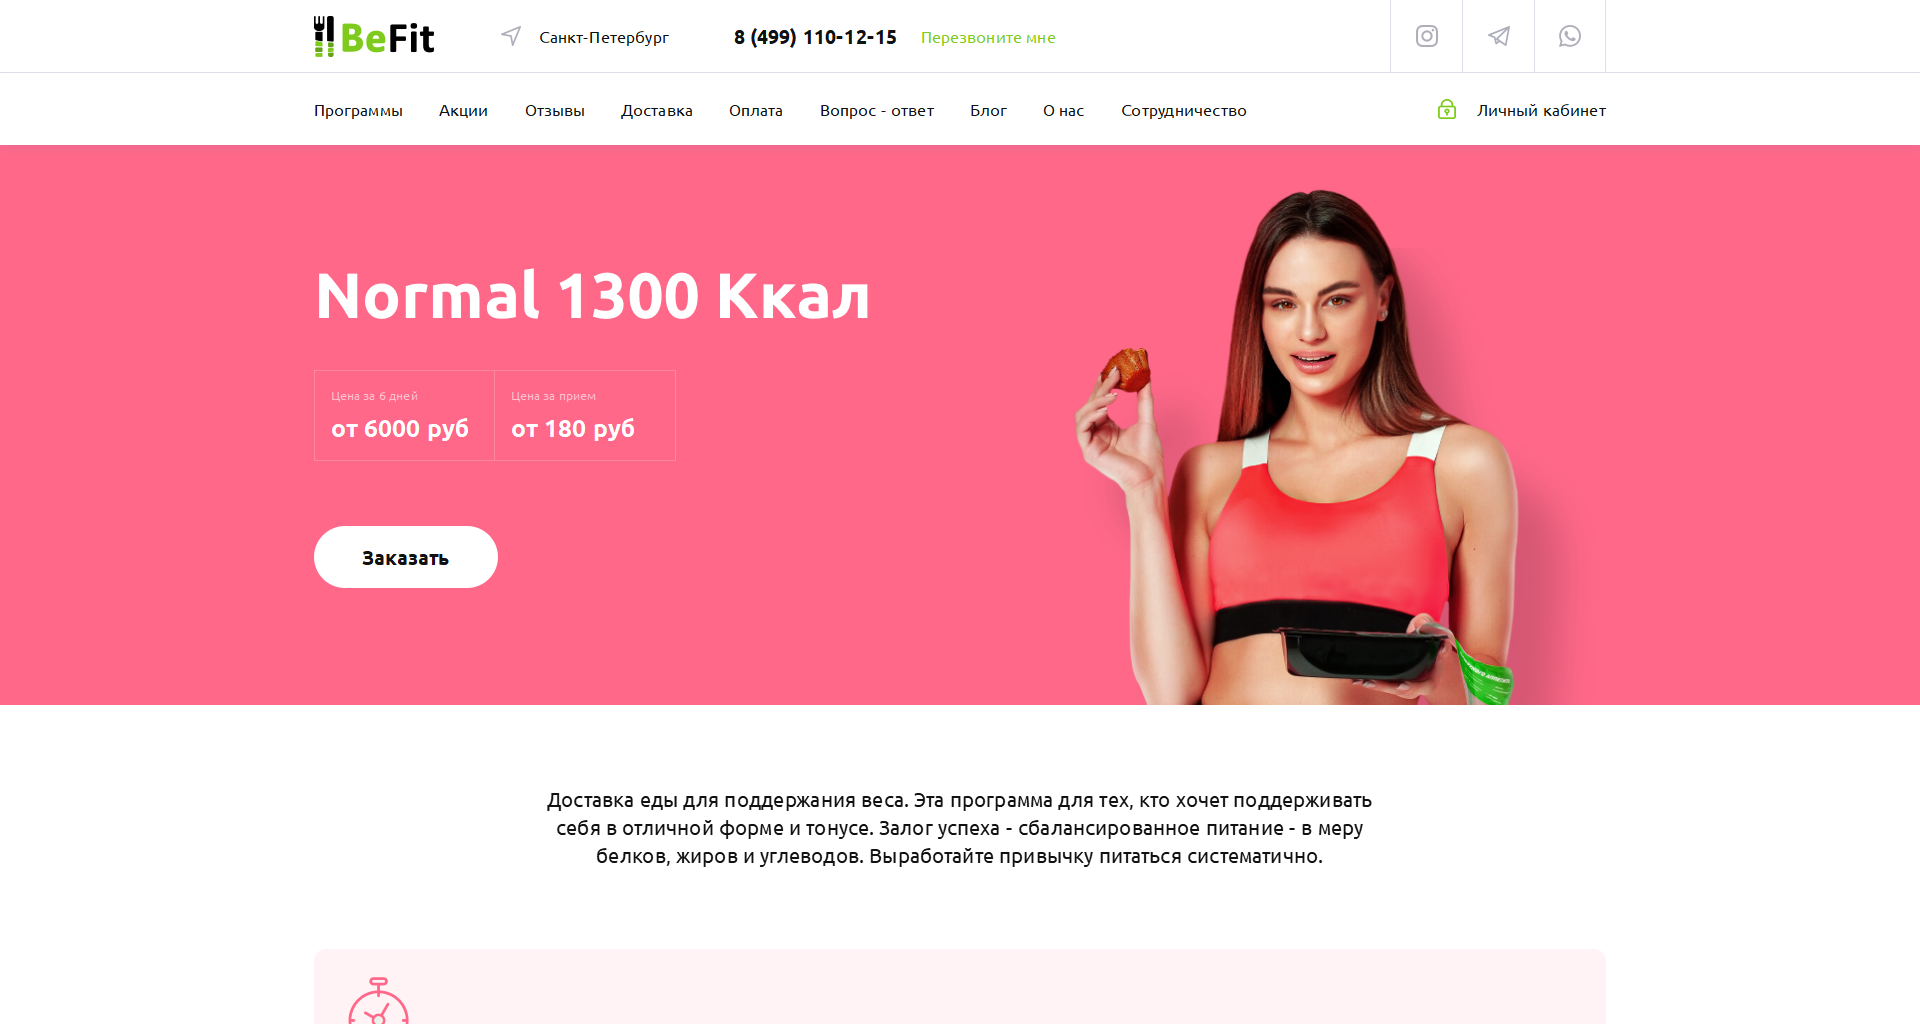 BeFit
Санкт-Петербург
8 (499) 110-12-15
Перезвоните мне
Программы
Акции
Отзывы
Доставка
Оплата
Вопрос - ответ
Блог
О нас
Сотрудничество
Личный кабинет
Normal 1300 Ккал
Цена за 6 дней
от 6000 руб
Цена за прием
от 180 руб
Заказать
Доставка еды для поддержания веса. Эта программа для тех, кто хочет поддерживать
себя в отличной форме и тонусе. Залог успеха - сбалансированное питание - в меру
белков, жиров и углеводов. Выработайте привычку питаться систематично.